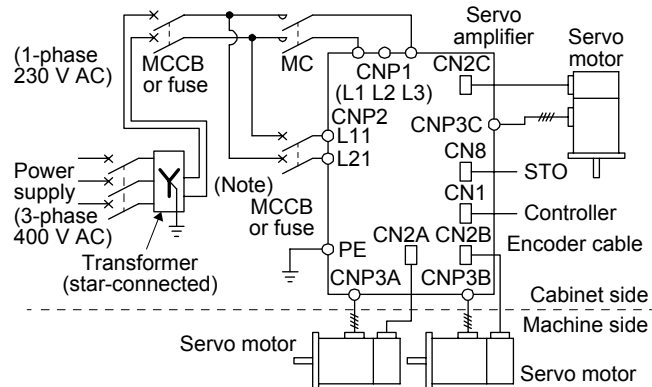 (1-phase
230 V AC)
MCCB
or fuse
MC
Servo
amplifier
Servo
motor
CNP1
(L1 L2 L3)
CN2C
CNP2
L11
L21
CNP3C
CN8
STO
CN1
Controller
Power
supply
(3-phase
400 V AC)
(Note)
MCCB
or fuse
Transformer
(star-connected)
PE
CN2A
CN2B
Encoder cable
CNP3A
CNP3B
Cabinet side
Machine side
Servo motor
Servo motor